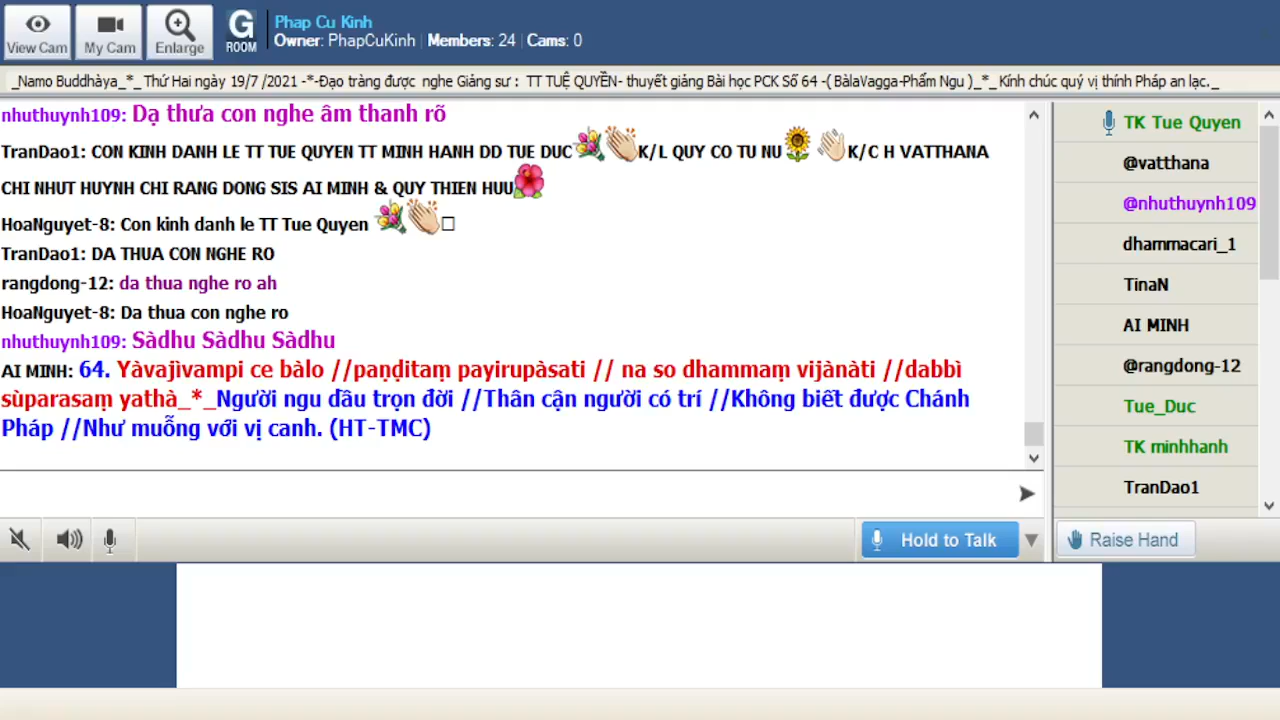 View Cam
My Cam
Enlarge
G
ROOM
Phap Cu Kinh
Owner: PhapCuKinh | Members: 24 | Cams: 0
_Namo Buddhàya_*_ Thứ Hai ngày 19/7 /2021 -*-Đạo tràng được nghe Giảng sư : TT TUỆ QUYỀN- thuyết giảng Bài học PCK Số 64 -( BàlaVagga-Phẩm Ngu )_*_ Kính chúc quý vị thính Pháp an lạc._
nhuthuynh109: Dạ thưa con nghe âm thanh rõ
TranDao1: CON KINH DANH LE TT TUE QUYEN TT MINH HANH DD TUE DUC K/L QUY CO TU NU K/C H VATTHANA
CHI NHUT HUYNH CHI RANG DONG SIS AI MINH & QUY THIEN HUU
HoaNguyet-8: Con kinh danh le TT Tue Quyen
TranDao1: DA THUA CON NGHE RO
rangdong-12: da thua nghe ro ah
HoaNguyet-8: Da thua con nghe ro
nhuthuynh109: Sàdhu Sàdhu Sàdhu
AI MINH: 64. Yàvajìvampi ce bàlo //paṇḍitaṃ payirupàsati // na so dhammaṃ vijànàti //dabbì
sùparasaṃ yathà_*_Người ngu dầu trọn đời //Thân cận người có trí //Không biết được Chánh
Pháp //Như muỗng với vị canh. (HT-TMC)
TK Tue Quyen
@vatthana
@nhuthuynh109
dhammacari_1
TinaN
AI MINH
@rangdong-12
Tue_Duc
TK minhhanh
TranDao1
Hold to Talk
Raise Hand